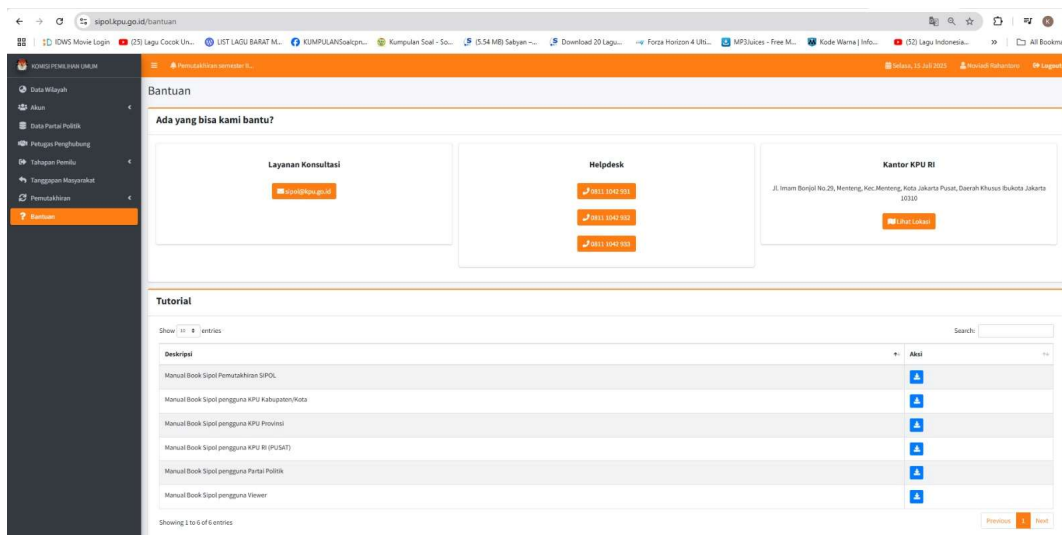 sipol.kpu.go.id/bantuan
IDWS Movie Login
(25) Lagu Cocok Un...
LIST LAGU BARAT M...
KUMPULANSoalcpn...
Kumpulan Soal - So...
(5.54 MB) Sabyan –...
Download 20 Lagu...
Forza Horizon 4 Ulti...
MP3Juices - Free M...
Kode Warna | Info...
(52) Lagu Indonesia...
»
All Bookma
KOMISI PEMILIHAN UMUM
Pemutakhiran semester
Selasa, 15 Juli 2025
Logout
Data Wilayah
Akun
Data Partai Politik
Petugas Penghubung
Tahapan Pemilu
Tanggapan Masyarakat
Pemutakhiran
Bantuan
Bantuan
Ada yang bisa kami bantu?
Layanan Konsultasi
sipol@kpu.go.id
Helpdesk
0811 1042 931
0811 1042 932
0811 1042 933
Kantor KPU RI
Jl. Imam Bonjol No.29, Menteng, Kec.Menteng, Kota Jakarta Pusat, Daerah Khusus Ibukota Jakarta
10310
Lihat Lokasi
Tutorial
Show 10 entries
Search:
Deskripsi
Aksi
Manual Book Sipol Pemutakhiran SIPOL
Manual Book Sipol pengguna KPU Kabupaten/Kota
Manual Book Sipol pengguna KPU Provinsi
Manual Book Sipol pengguna KPU RI (PUSAT)
Manual Book Sipol pengguna Partai Politik
Manual Book Sipol pengguna Viewer
Showing 1 to 6 of 6 entries
Previous 1 Next